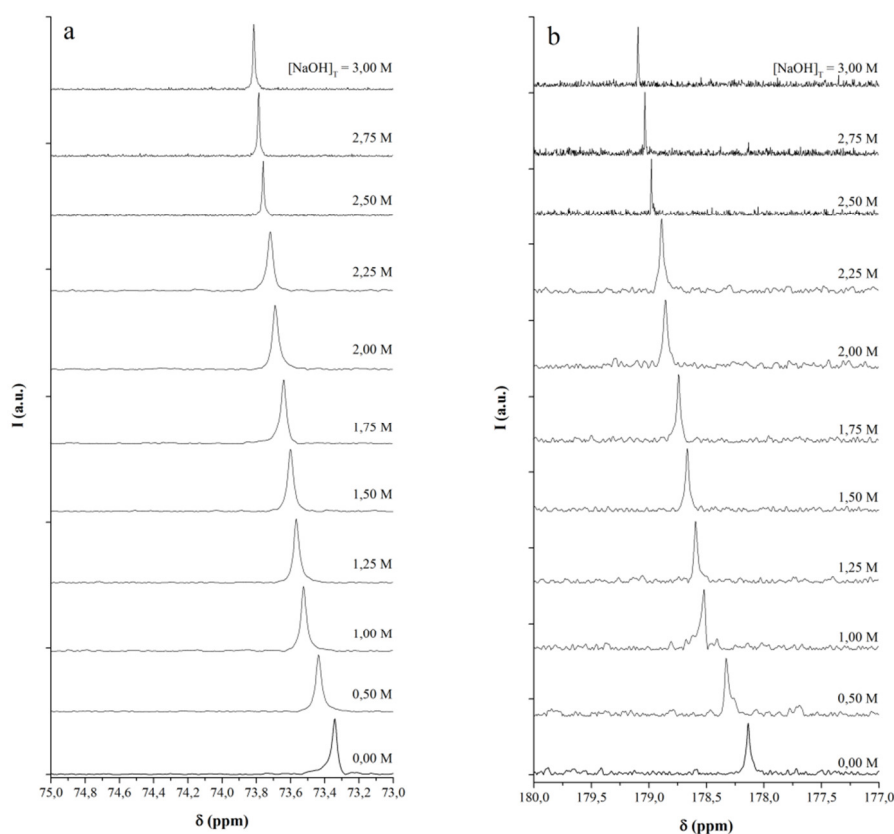 a
[NaOH]T = 3,00 M
2,75 M
2,50 M
2,25 M
2,00 M
1,75 M
1,50 M
1,25 M
1,00 M
0,50 M
0,00 M
I (a.u.)
75,0 74,8 74,6 74,4 74,2 74,0 73,8 73,6 73,4 73,2 73,0
δ (ppm)
b
[NaOH]T = 3,00 M
2,75 M
2,50 M
2,25 M
2,00 M
1,75 M
1,50 M
1,25 M
1,00 M
0,50 M
0,00 M
I (a.u.)
180,0 179,5 179,0 178,5 178,0 177,5 177,0
δ (ppm)